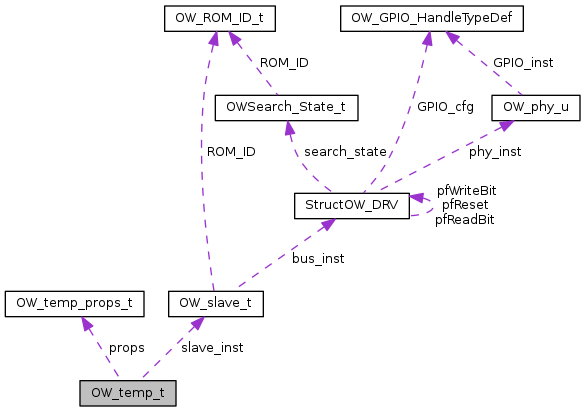 OW_ROM_ID_t
OW_GPIO_HandleTypeDef
ROM_ID
GPIO_inst
OWSearch_State_t
GPIO_cfg
OW_phy_u
ROM_ID
search_state
phy_inst
StructOW_DRV
pfWriteBit
pfReset
pfReadBit
bus_inst
OW_temp_props_t
OW_slave_t
props
slave_inst
OW_temp_t